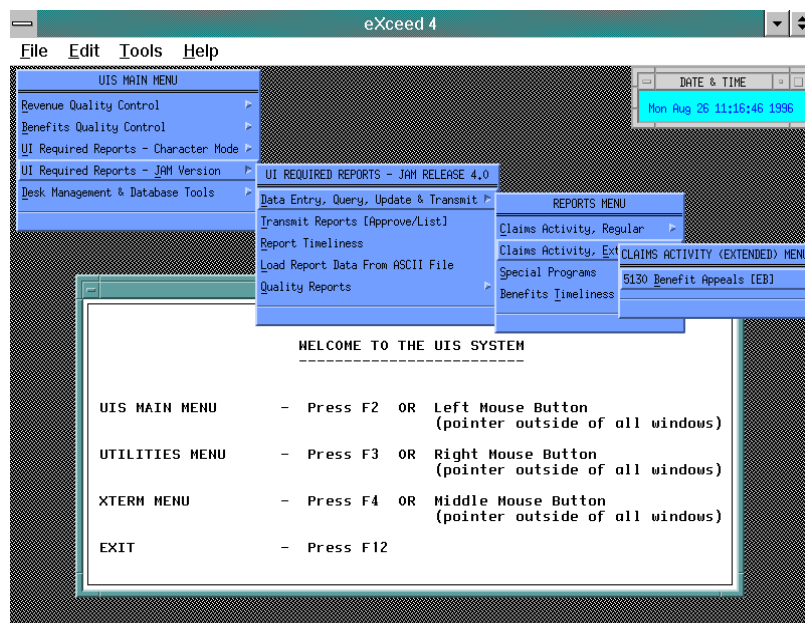 eXceed 4
File Edit Tools Help
UIS MAIN MENU
Revenue Quality Control
Benefits Quality Control
UI Required Reports - Character Mode
UI Required Reports - JAM Version
Desk Management & Database Tools
DATE & TIME
Mon Aug 26 11:16:46 1996
UI REQUIRED REPORTS - JAM RELEASE 4.0
Data Entry, Query, Update & Transmit
Transmit Reports [Approve/List]
Report Timeliness
Load Report Data From ASCII File
Quality Reports
REPORTS MENU
Claims Activity, Regular
Claims Activity, Ext
Special Programs
Benefits Timeliness
CLAIMS ACTIVITY (EXTENDED) MENU
5130 Benefit Appeals [EB]
WELCOME TO THE UIS SYSTEM
-------------------------
UIS MAIN MENU - Press F2 OR Left Mouse Button
(pointer outside of all windows)
UTILITIES MENU - Press F3 OR Right Mouse Button
(pointer outside of all windows)
XTERM MENU - Press F4 OR Middle Mouse Button
(pointer outside of all windows)
EXIT - Press F12